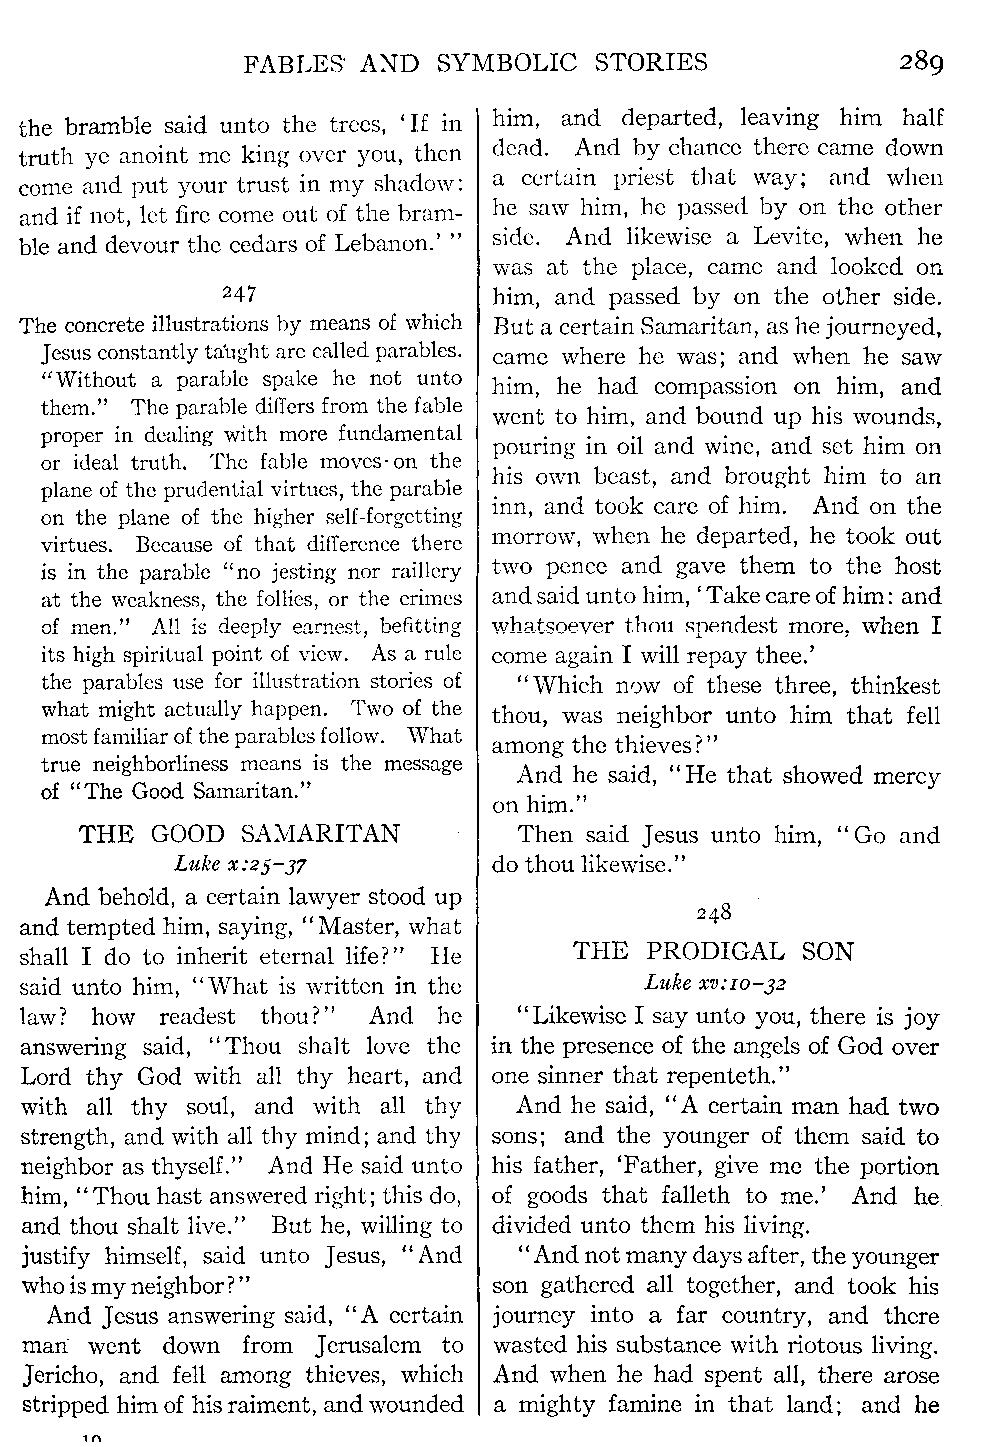 FABLES AND SYMBOLIC STORIES 289
the bramble said unto the trees, ‘If in
truth ye anoint me king over you, then
come and put your trust in my shadow:
and if not, let fire come out of the bram-
ble and devour the cedars of Lebanon.’ ”
247
The concrete illustrations by means of which
Jesus constantly taught are called parables.
“Without a parable spake he not unto
them.” The parable differs from the fable
proper in dealing with more fundamental
or ideal truth. The fable moves on the
plane of the prudential virtues, the parable
on the plane of the higher self-forgetting
virtues. Because of that difference there
is in the parable “no jesting nor raillery
at the weakness, the follies, or the crimes
of men.” All is deeply earnest, befitting
its high spiritual point of view. As a rule
the parables use for illustration stories of
what might actually happen. Two of the
most familiar of the parables follow. What
true neighborliness means is the message
of “The Good Samaritan.”
THE GOOD SAMARITAN
Luke x:25–37
And behold, a certain lawyer stood up
and tempted him, saying, “Master, what
shall I do to inherit eternal life?” He
said unto him, “What is written in the
law? how readest thou?” And he
answering said, “Thou shalt love the
Lord thy God with all thy heart, and
with all thy soul, and with all thy
strength, and with all thy mind; and thy
neighbor as thyself.” And He said unto
him, “Thou hast answered right; this do,
and thou shalt live.” But he, willing to
justify himself, said unto Jesus, “And
who is my neighbor?”
And Jesus answering said, “A certain
man went down from Jerusalem to
Jericho, and fell among thieves, which
stripped him of his raiment, and wounded
him, and departed, leaving him half
dead. And by chance there came down
a certain priest that way; and when
he saw him, he passed by on the other
side. And likewise a Levite, when he
was at the place, came and looked on
him, and passed by on the other side.
But a certain Samaritan, as he journeyed,
came where he was; and when he saw
him, he had compassion on him, and
went to him, and bound up his wounds,
pouring in oil and wine, and set him on
his own beast, and brought him to an
inn, and took care of him. And on the
morrow, when he departed, he took out
two pence and gave them to the host
and said unto him, ‘Take care of him: and
whatsoever thou spendest more, when I
come again I will repay thee.’
“Which now of these three, thinkest
thou, was neighbor unto him that fell
among the thieves?”
And he said, “He that showed mercy
on him.”
Then said Jesus unto him, “Go and
do thou likewise.”
248
THE PRODIGAL SON
Luke xv:10–32
“Likewise I say unto you, there is joy
in the presence of the angels of God over
one sinner that repenteth.”
And he said, “A certain man had two
sons; and the younger of them said to
his father, ‘Father, give me the portion
of goods that falleth to me.’ And he
divided unto them his living.
“And not many days after, the younger
son gathered all together, and took his
journey into a far country, and there
wasted his substance with riotous living.
And when he had spent all, there arose
a mighty famine in that land; and he